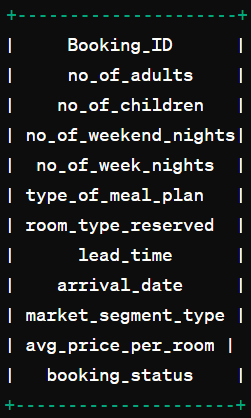 +--------------------+
|     Booking_ID     |
|     no_of_adults   |
|    no_of_children  |
| no_of_weekend_nights|
|  no_of_week_nights |
| type_of_meal_plan  |
| room_type_reserved |
|      lead_time     |
|    arrival_date    |
| market_segment_type |
| avg_price_per_room |
|   booking_status   |
+--------------------+